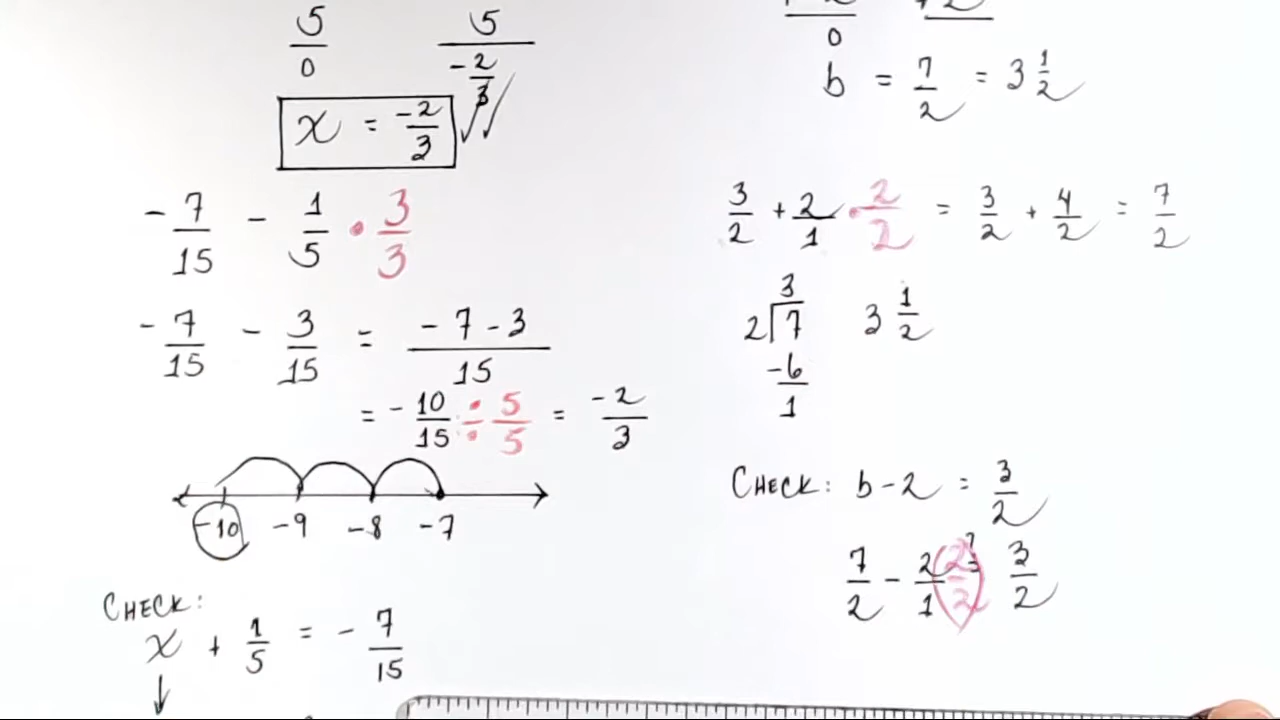 5/0 5/(-2/3)
x = -2/3
-7/15 - 1/5 · 3/3
-7/15 - 3/15 = (-7-3)/15
= -10/15 ÷ 5/5 = -2/3
-10 -9 -8 -7
CHECK:
x + 1/5 = -7/15
0
b = 7/2 = 3 1/2
3/2 + 2/1 · 2/2 = 3/2 + 4/2 = 7/2
3
2 7 3 1/2
-6
1
CHECK: b - 2 = 3/2
7/2 - 2/1 (2/2) ? = 3/2